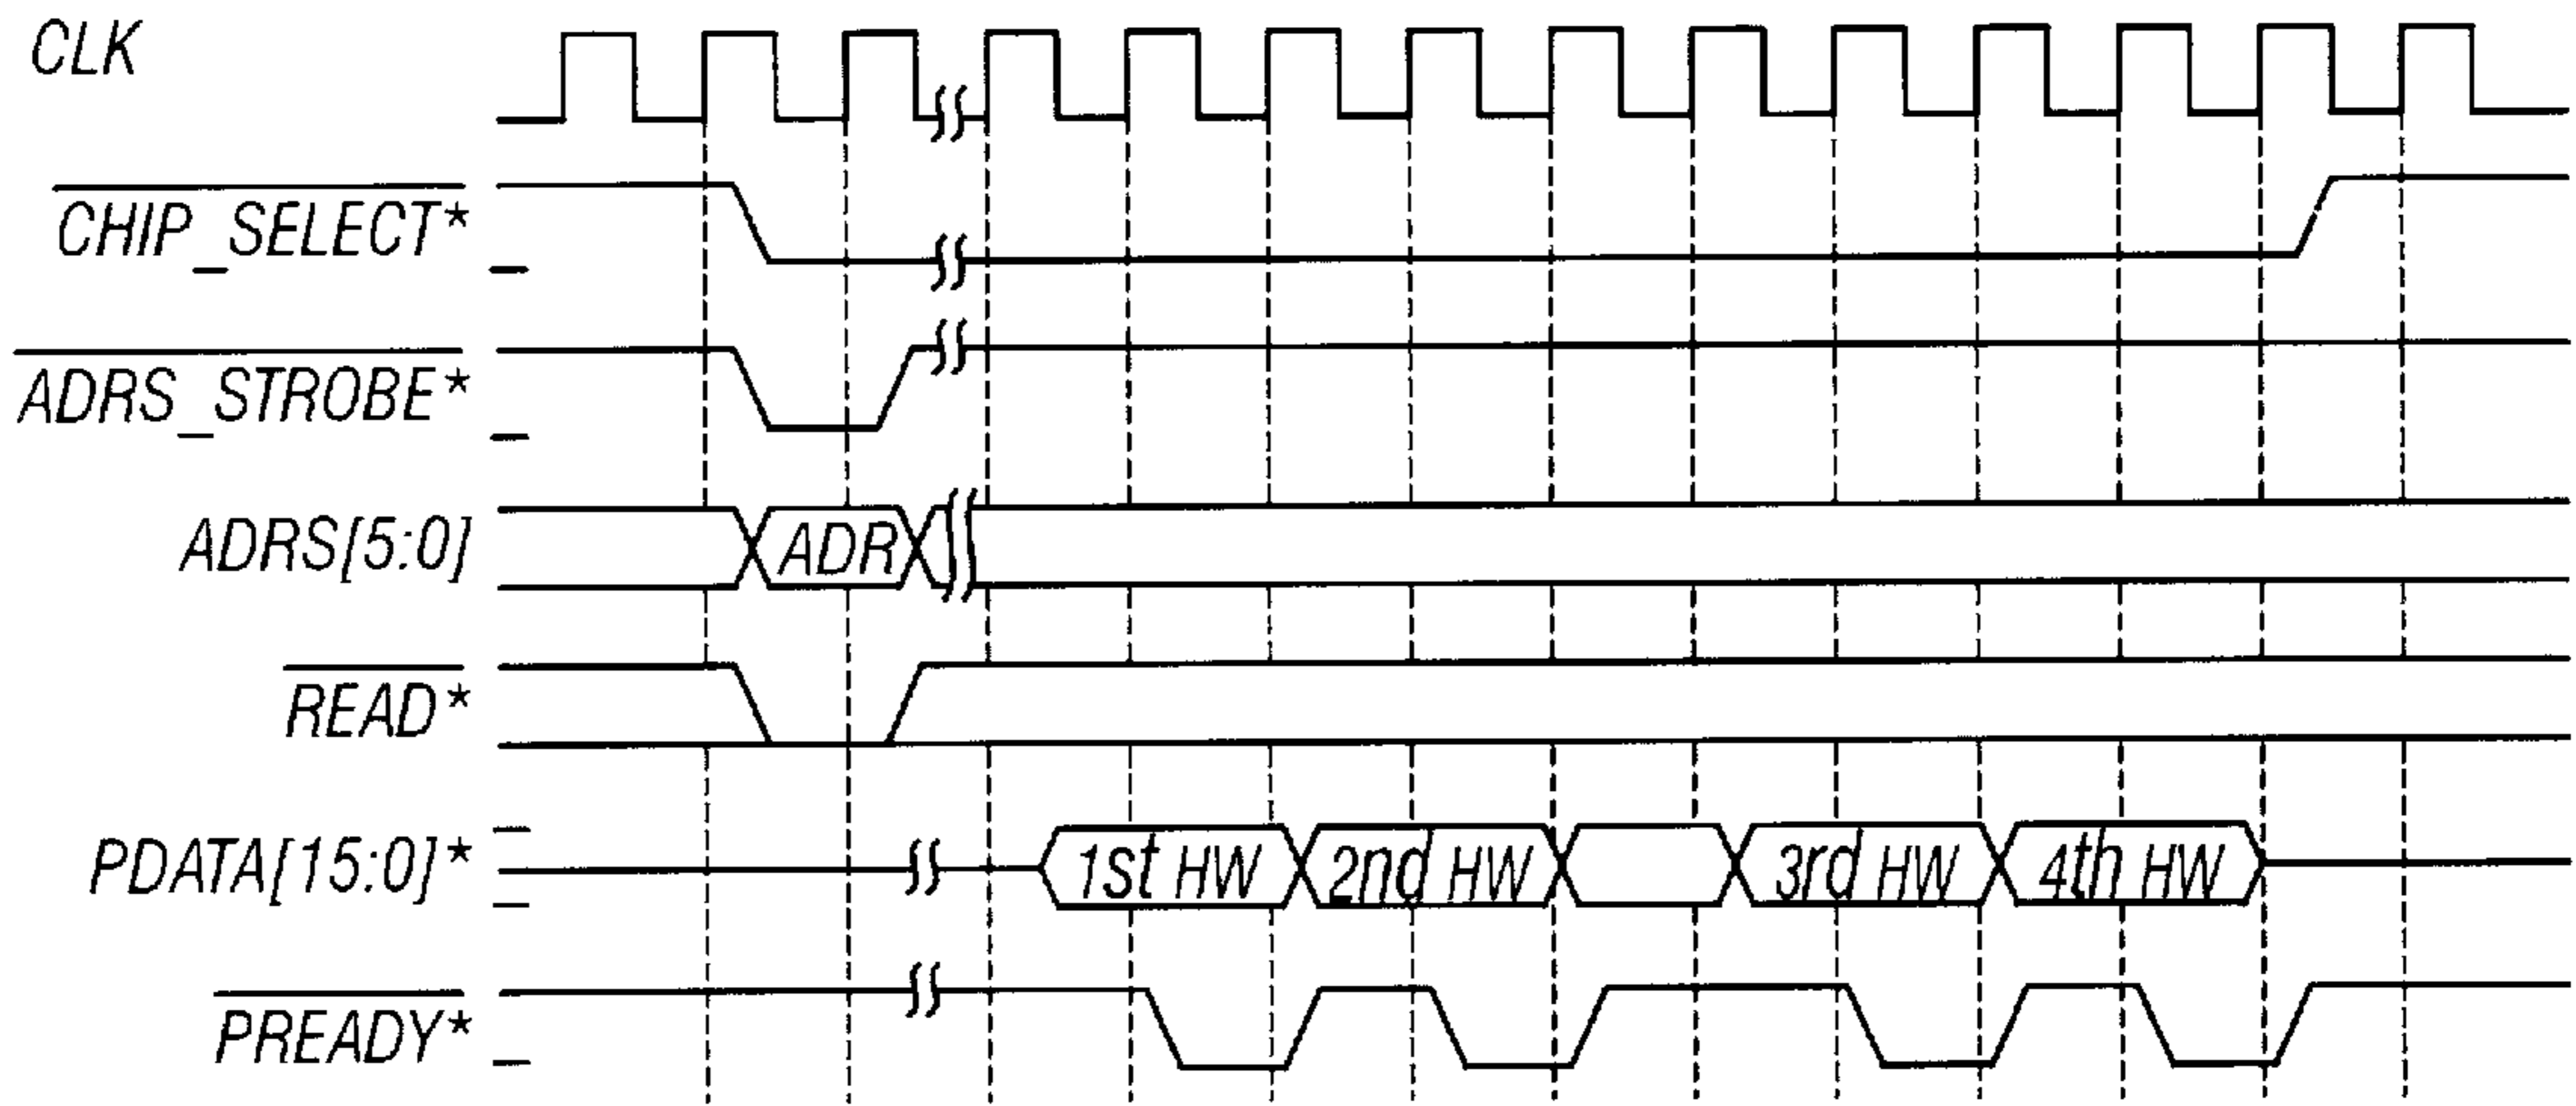 CLK
CHIP_SELECT*
ADRS_STROBE*
ADRS[5:0]
ADR
READ*
PDATA[15:0]*
1st HW
2nd HW
3rd HW
4th HW
PREADY*